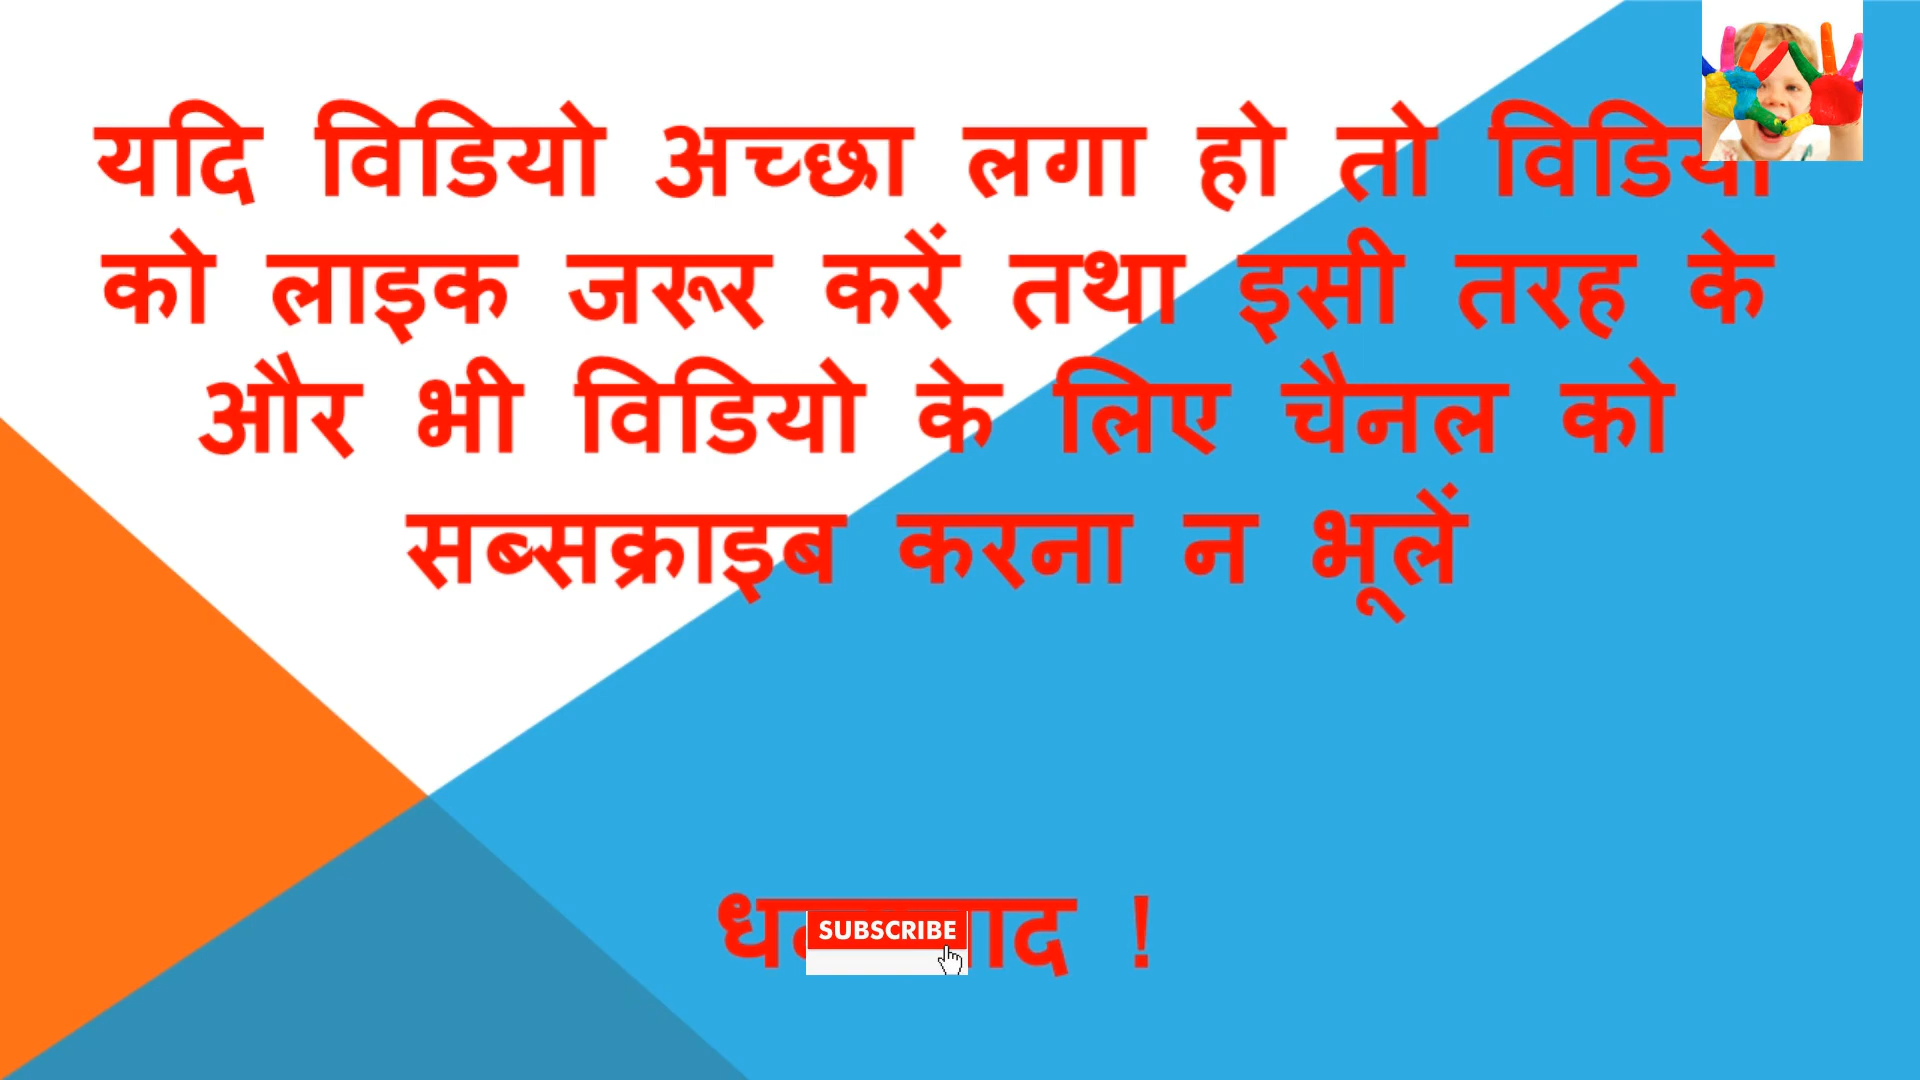 यदि विडियो अच्छा लगा हो तो विडियो
को लाइक जरूर करें तथा इसी तरह के
और भी विडियो के लिए चैनल को
सब्सक्राइब करना न भूलें
!
SUBSCRIBE